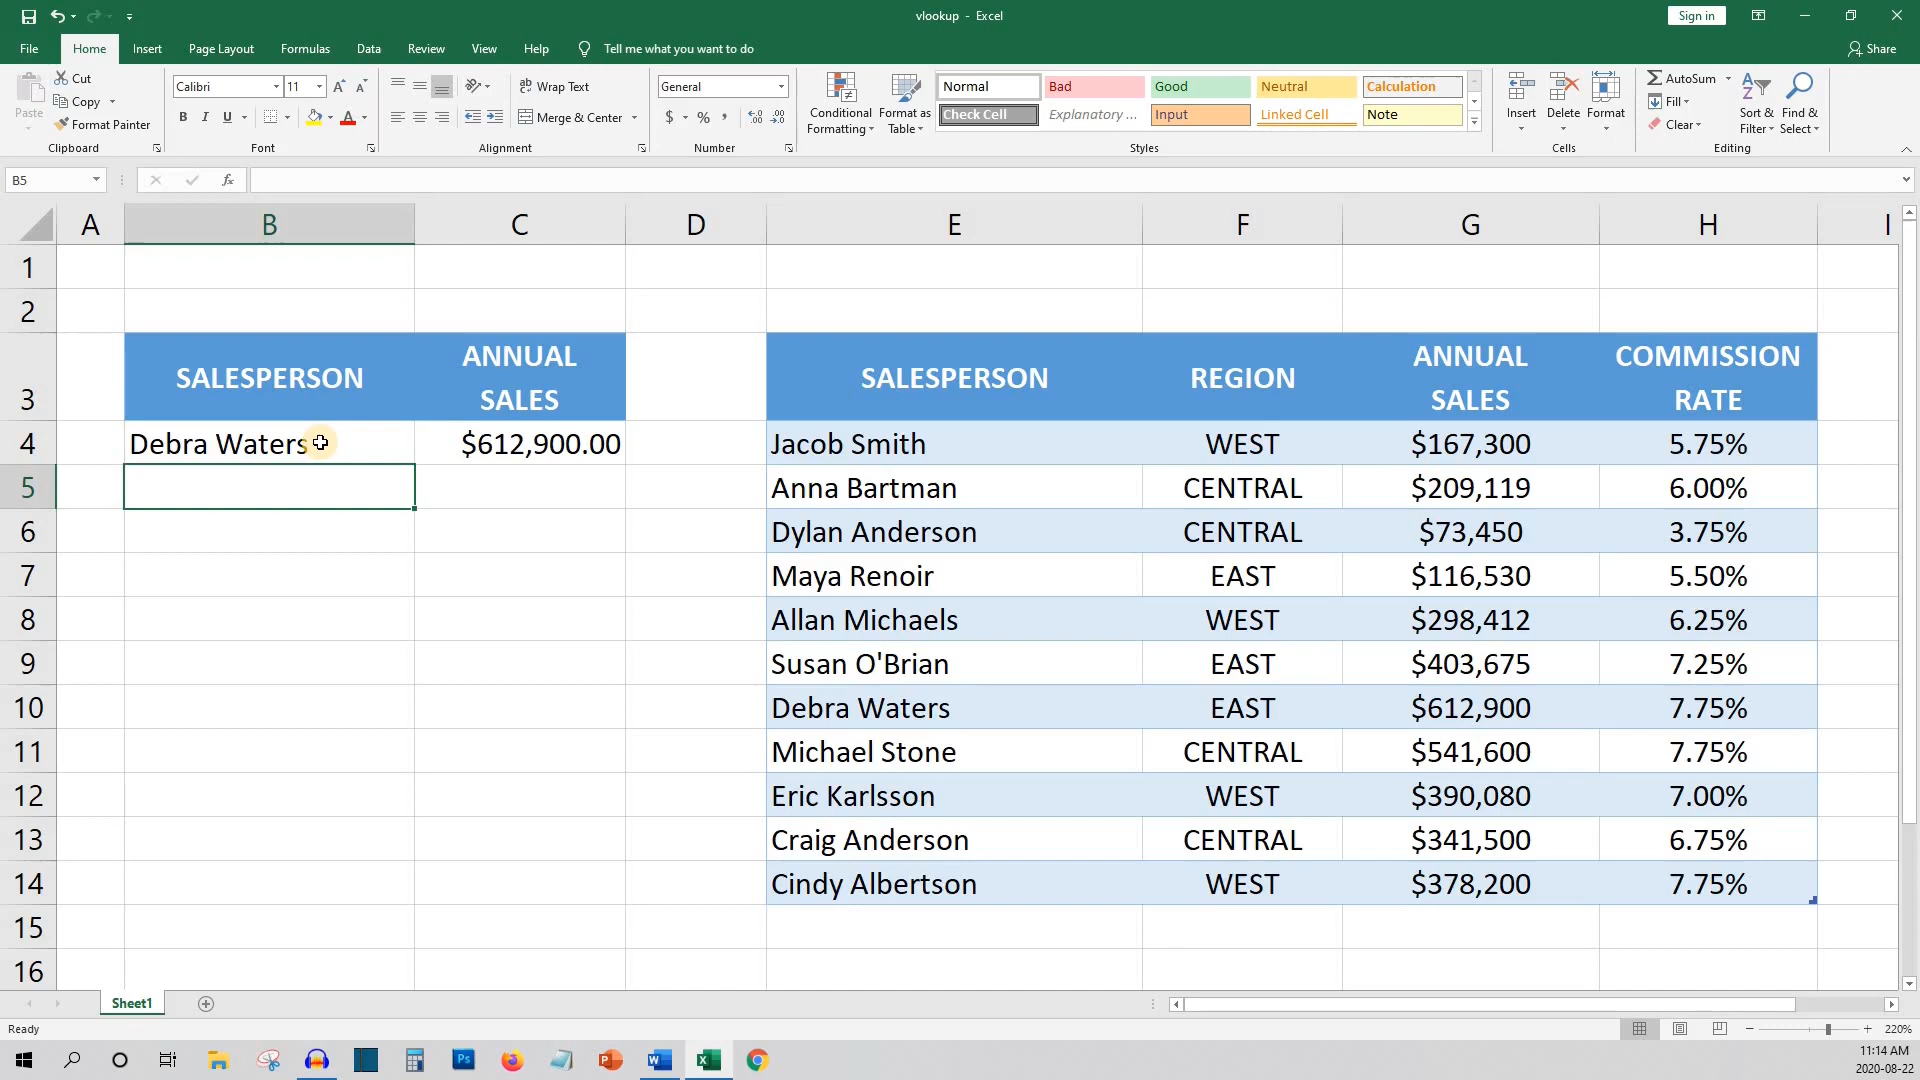 vlookup - Excel
Sign in
File Home Insert Page Layout Formulas Data Review View Help Tell me what you want to do Share
Paste
Cut
Copy
Format Painter
Clipboard
Calibri 11
B I U
Font
Wrap Text
Merge & Center
Alignment
General
$ % ,
Number
Conditional Formatting
Format as Table
Normal Bad Good Neutral Calculation
Check Cell Explanatory ... Input Linked Cell Note
Styles
Insert Delete Format
Cells
AutoSum
Fill
Clear
Sort & Filter
Find & Select
Editing
B5 fx
A B C D E F G H I
1
2
3 SALESPERSON ANNUAL SALES SALESPERSON REGION ANNUAL SALES COMMISSION RATE
4 Debra Waters $612,900.00 Jacob Smith WEST $167,300 5.75%
5 Anna Bartman CENTRAL $209,119 6.00%
6 Dylan Anderson CENTRAL $73,450 3.75%
7 Maya Renoir EAST $116,530 5.50%
8 Allan Michaels WEST $298,412 6.25%
9 Susan O'Brian EAST $403,675 7.25%
10 Debra Waters EAST $612,900 7.75%
11 Michael Stone CENTRAL $541,600 7.75%
12 Eric Karlsson WEST $390,080 7.00%
13 Craig Anderson CENTRAL $341,500 6.75%
14 Cindy Albertson WEST $378,200 7.75%
15
16
Sheet1
Ready
220%
11:14 AM
2020-08-22